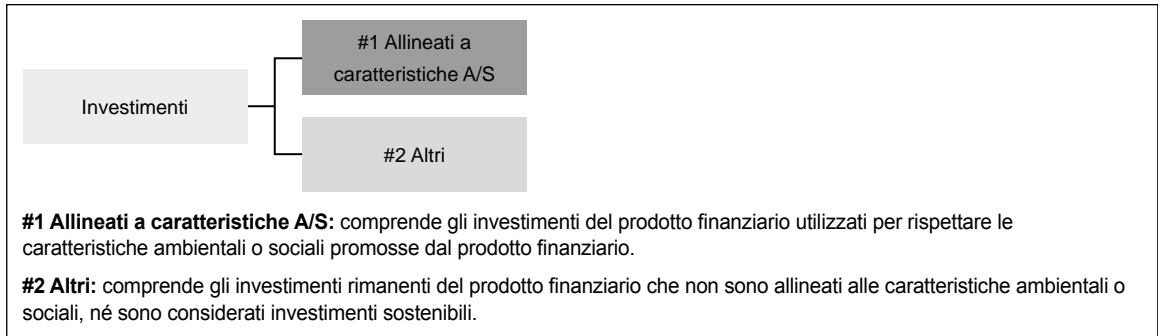 #1 Allineati a
caratteristiche A/S
Investimenti
#2 Altri
#1 Allineati a caratteristiche A/S: comprende gli investimenti del prodotto finanziario utilizzati per rispettare le
caratteristiche ambientali o sociali promosse dal prodotto finanziario.
#2 Altri: comprende gli investimenti rimanenti del prodotto finanziario che non sono allineati alle caratteristiche ambientali o
sociali, né sono considerati investimenti sostenibili.